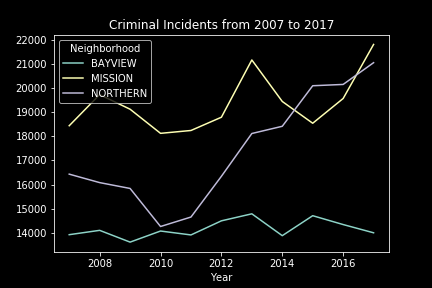 Criminal Incidents from 2007 to 2017
22000
21000
20000
19000
18000
17000
16000
15000
14000
Neighborhood
BAYVIEW
MISSION
NORTHERN
2008 2010 2012 2014 2016
Year